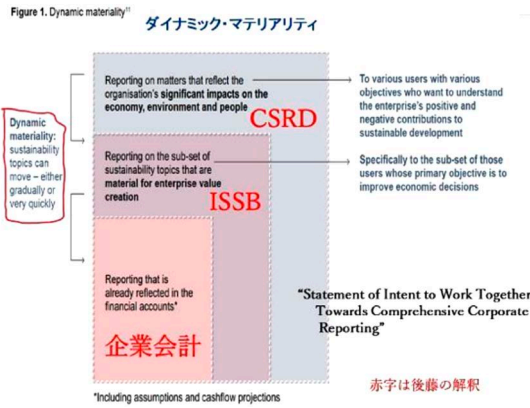 Figure 1. Dynamic materiality¹¹
ダイナミック・マテリアリティ
Reporting on matters that reflect the
organisation's significant impacts on the
economy, environment and people
CSRD
To various users with various
objectives who want to understand
the enterprise's positive and
negative contributions to
sustainable development
Dynamic
materiality:
sustainability
topics can
move – either
gradually or
very quickly
Reporting on the sub-set of
sustainability topics that are
material for enterprise value
creation
ISSB
Specifically to the sub-set of those
users whose primary objective is to
improve economic decisions
Reporting that is
already reflected in the
financial accounts*
企業会計
"Statement of Intent to Work Together
Towards Comprehensive Corporate
Reporting"
赤字は後藤の解釈
*Including assumptions and cashflow projections